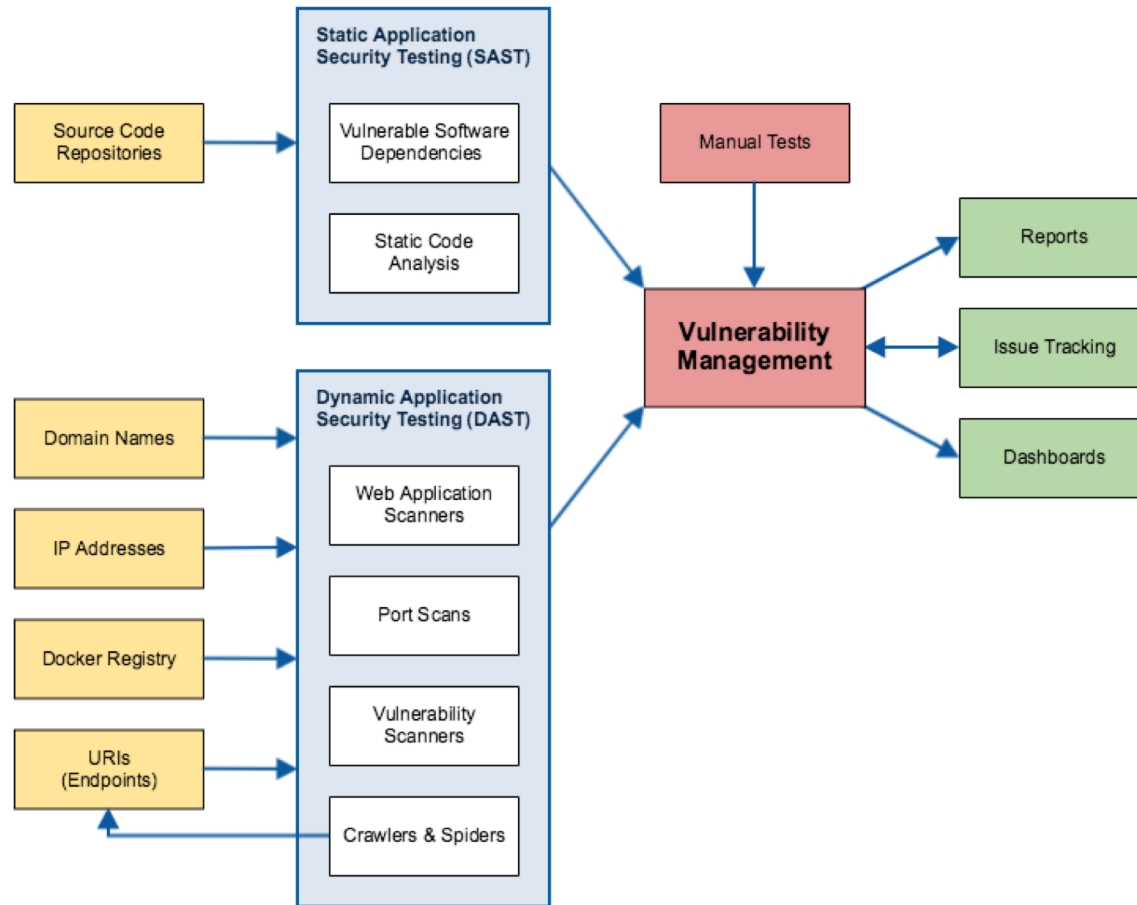 Static Application
Security Testing (SAST)
Source Code
Repositories
Vulnerable Software
Dependencies
Static Code
Analysis
Manual Tests
Vulnerability
Management
Reports
Issue Tracking
Dashboards
Dynamic Application
Security Testing (DAST)
Domain Names
IP Addresses
Docker Registry
URIs
(Endpoints)
Web Application
Scanners
Port Scans
Vulnerability
Scanners
Crawlers & Spiders